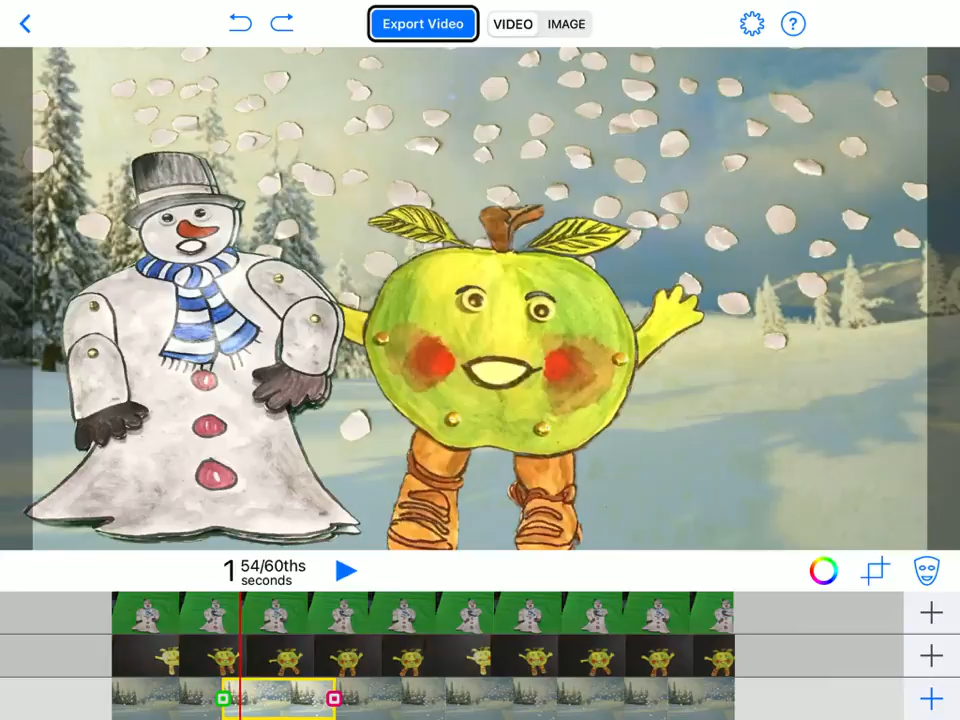 Export Video
VIDEO
IMAGE
?
1 54/60ths
seconds